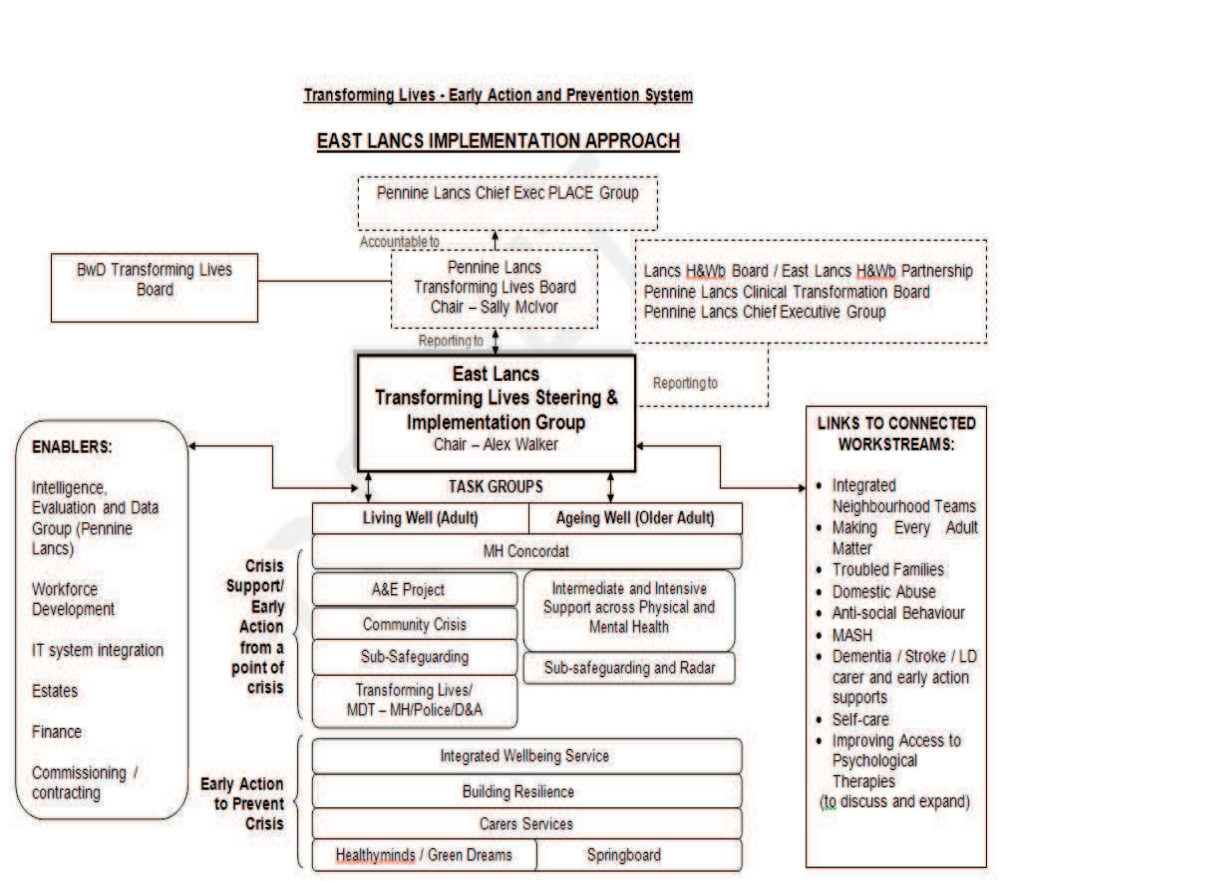 Transforming Lives - Early Action and Prevention System
EAST LANCS IMPLEMENTATION APPROACH
Pennine Lancs Chief Exec PLACE Group
Accountable to
BwD Transforming Lives
Board
Pennine Lancs
Transforming Lives Board
Chair – Sally McIvor
Lancs H&Wb Board / East Lancs H&Wb Partnership
Pennine Lancs Clinical Transformation Board
Pennine Lancs Chief Executive Group
Reporting to
East Lancs
Transforming Lives Steering &
Implementation Group
Chair – Alex Walker
Reporting to
ENABLERS:
Intelligence,
Evaluation and Data
Group (Pennine
Lancs)
Workforce
Development
IT system integration
Estates
Finance
Commissioning /
contracting
TASK GROUPS
Living Well (Adult)
Ageing Well (Older Adult)
Crisis
Support/
Early
Action
from a
point of
crisis
MH Concordat
A&E Project
Community Crisis
Sub-Safeguarding
Transforming Lives/
MDT – MH/Police/D&A
Intermediate and Intensive
Support across Physical and
Mental Health
Sub-safeguarding and Radar
Early Action
to Prevent
Crisis
Integrated Wellbeing Service
Building Resilience
Carers Services
Healthyminds / Green Dreams
Springboard
LINKS TO CONNECTED
WORKSTREAMS:
• Integrated
Neighbourhood Teams
• Making Every Adult
Matter
• Troubled Families
• Domestic Abuse
• Anti-social Behaviour
• MASH
• Dementia / Stroke / LD
carer and early action
supports
• Self-care
• Improving Access to
Psychological
Therapies
(to discuss and expand)